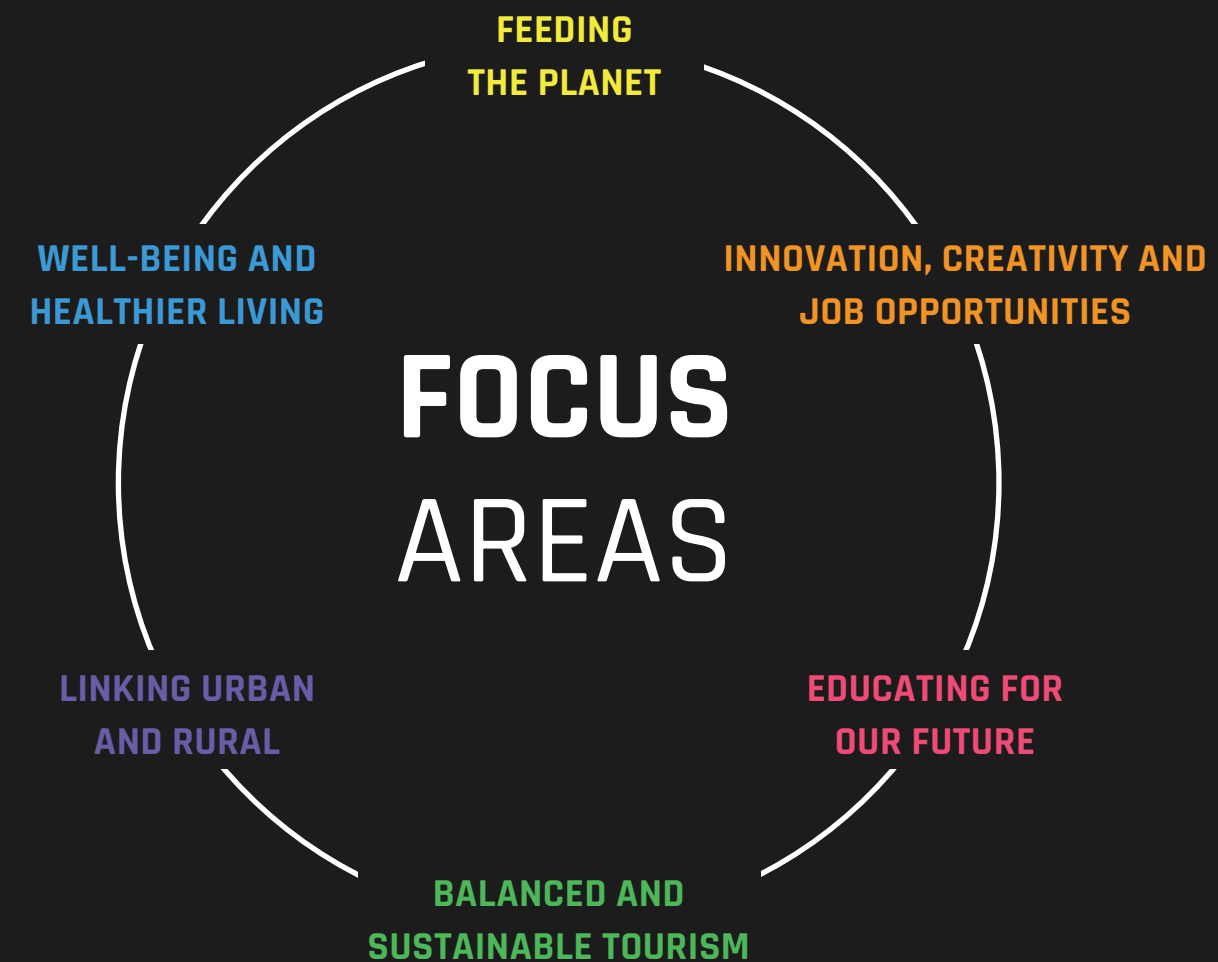 FEEDING
THE PLANET
WELL-BEING AND
HEALTHIER LIVING
INNOVATION, CREATIVITY AND
JOB OPPORTUNITIES
FOCUS
AREAS
LINKING URBAN
AND RURAL
EDUCATING FOR
OUR FUTURE
BALANCED AND
SUSTAINABLE TOURISM